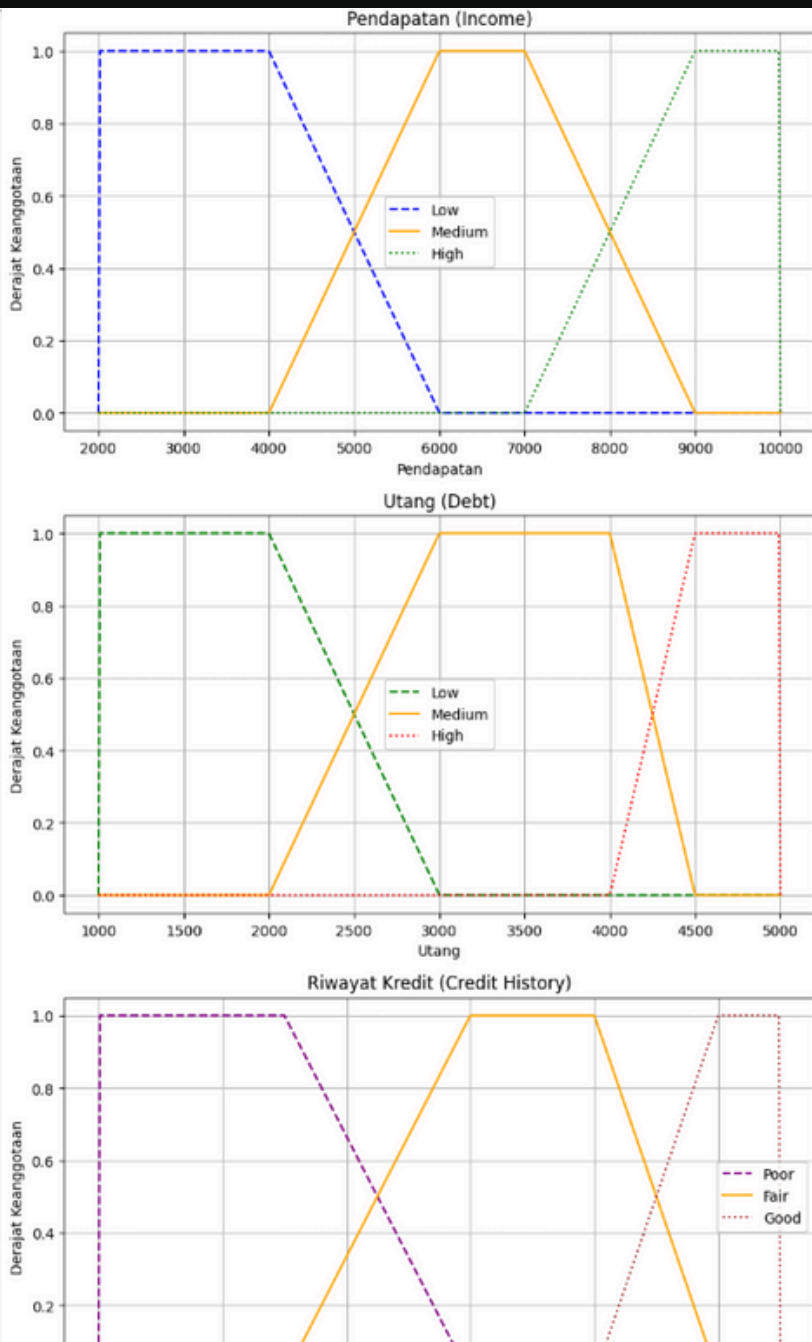 Pendapatan (Income)
1.0
0.8
0.6
0.4
0.2
0.0
Derajat Keanggotaan
Low
Medium
High
2000 3000 4000 5000 6000 7000 8000 9000 10000
Pendapatan
Utang (Debt)
1.0
0.8
0.6
0.4
0.2
0.0
Derajat Keanggotaan
Low
Medium
High
1000 1500 2000 2500 3000 3500 4000 4500 5000
Utang
Riwayat Kredit (Credit History)
1.0
0.8
0.6
0.4
0.2
Derajat Keanggotaan
Poor
Fair
Good